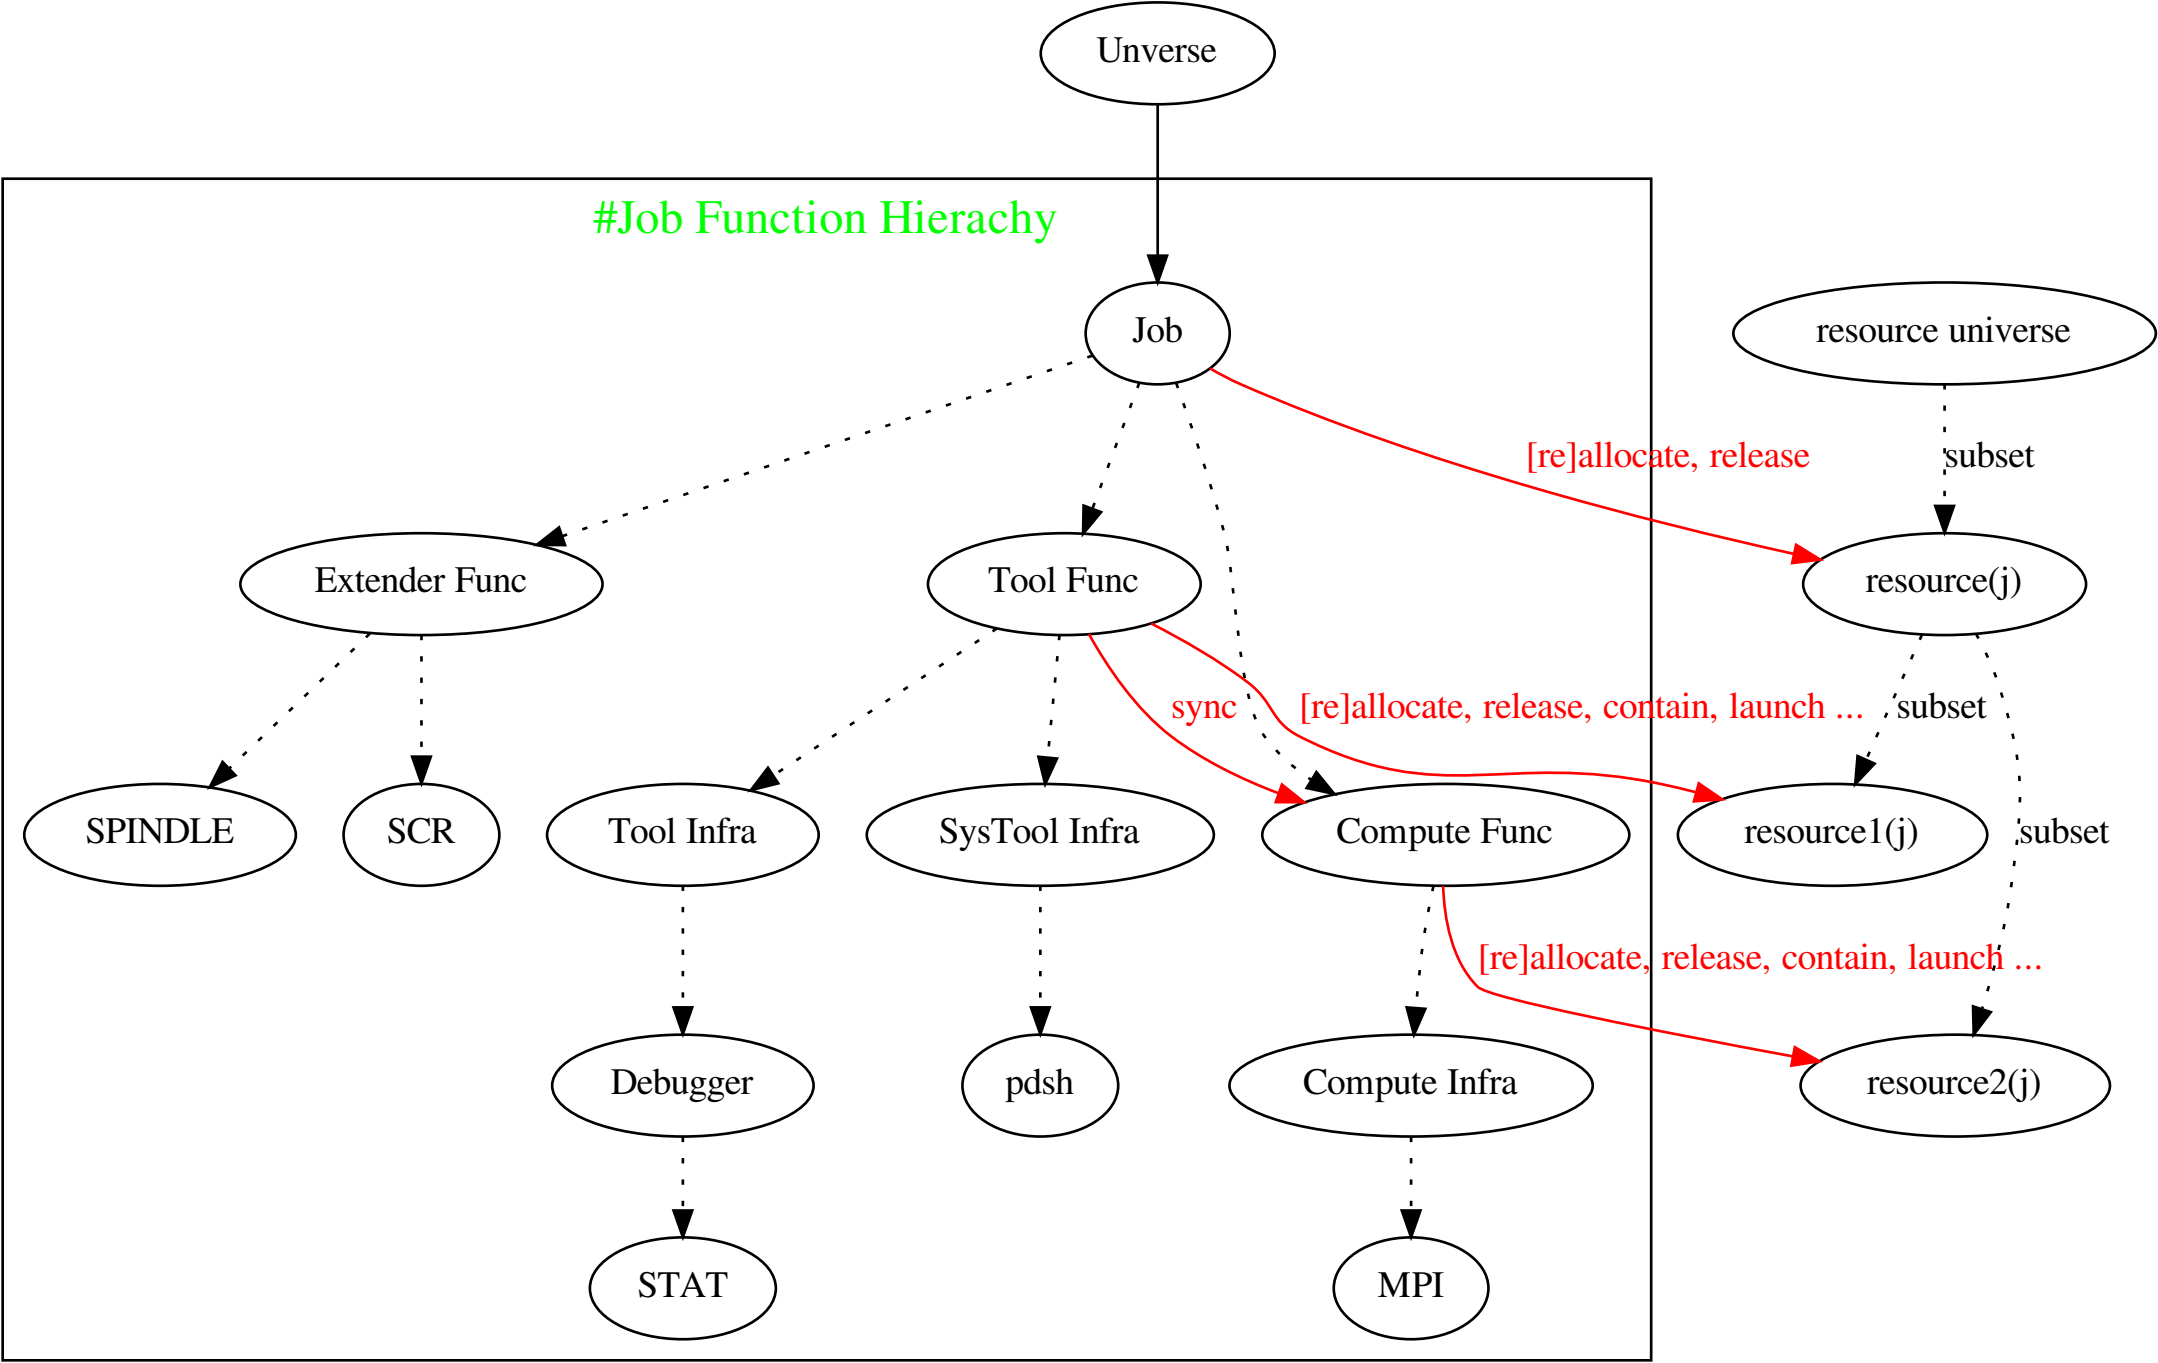 Unverse
#Job Function Hierachy
Job
resource universe
[re]allocate, release
subset
Extender Func
Tool Func
resource(j)
sync
[re]allocate, release, contain, launch ...
subset
SPINDLE
SCR
Tool Infra
SysTool Infra
Compute Func
resource1(j)
subset
[re]allocate, release, contain, launch ...
Debugger
pdsh
Compute Infra
resource2(j)
STAT
MPI